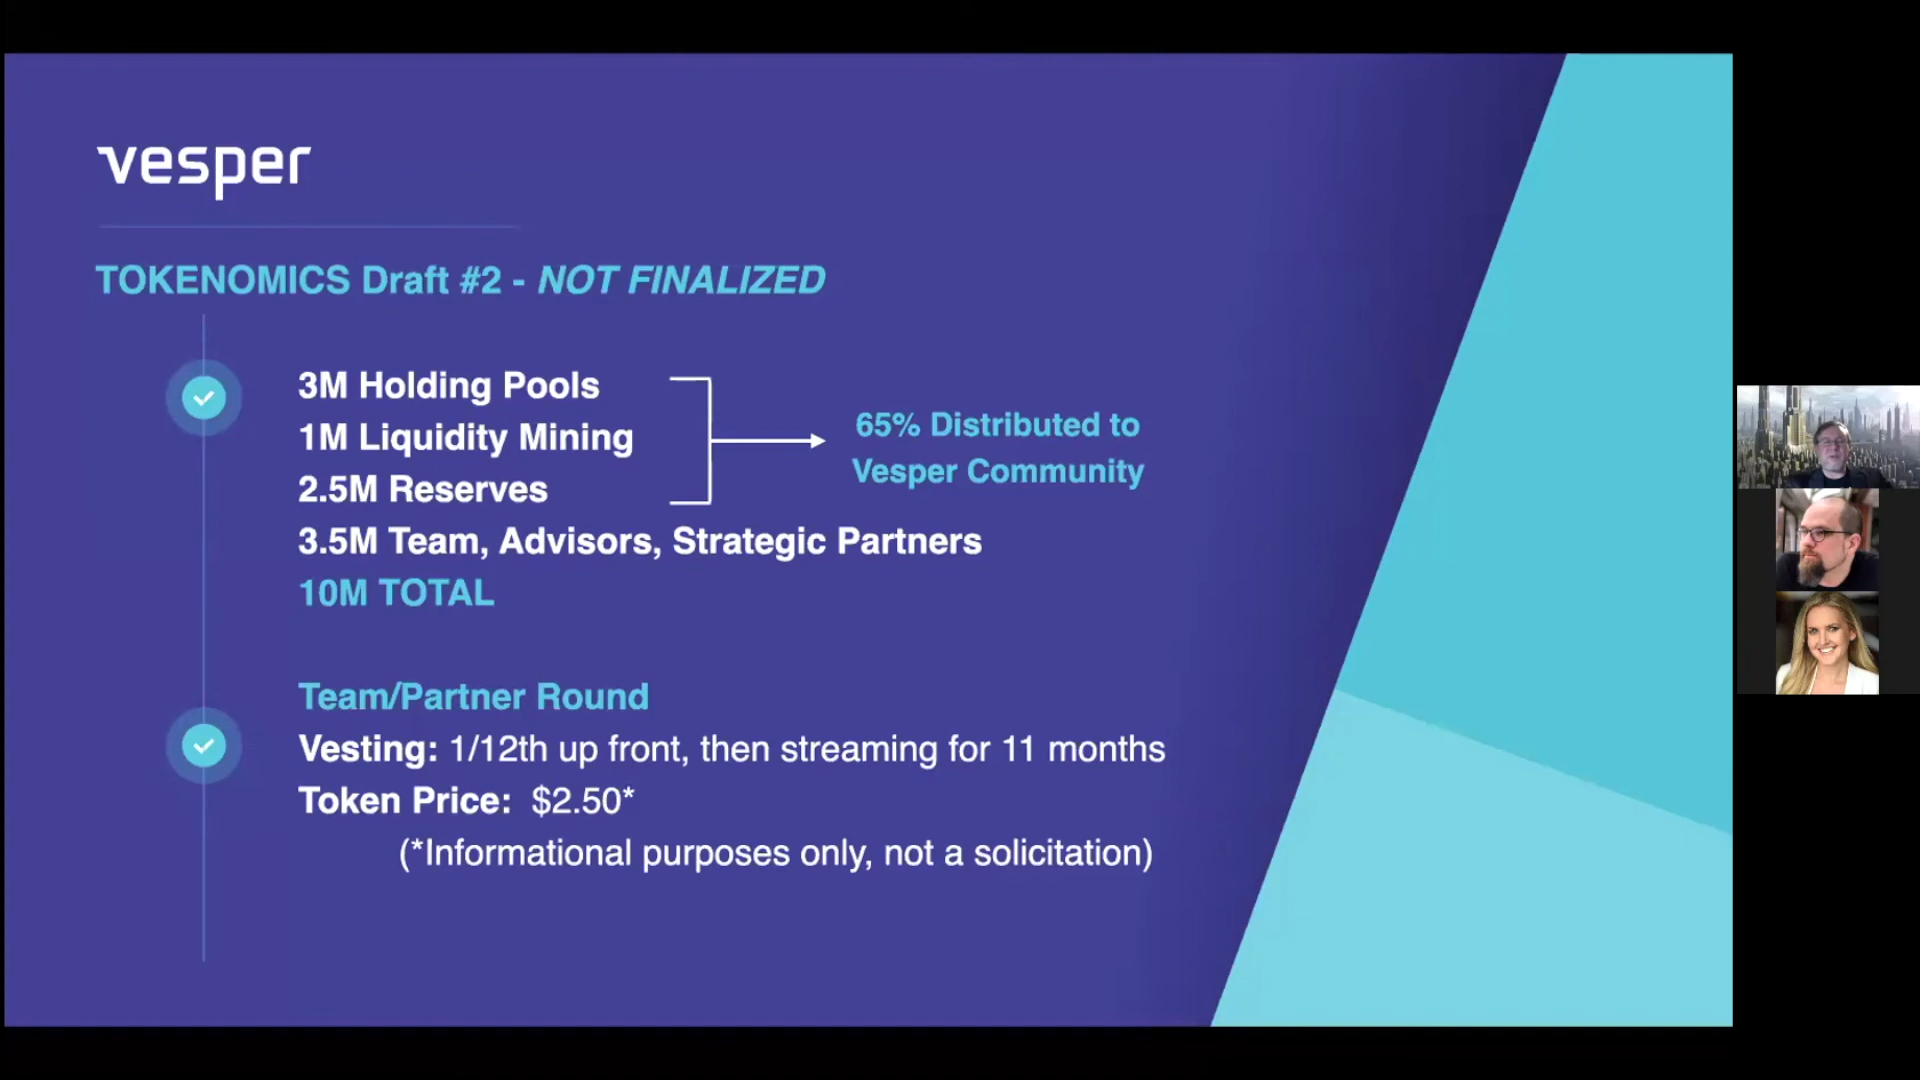 vesper
TOKENOMICS Draft #2 - NOT FINALIZED
3M Holding Pools
1M Liquidity Mining
2.5M Reserves
65% Distributed to
Vesper Community
3.5M Team, Advisors, Strategic Partners
10M TOTAL
Team/Partner Round
Vesting: 1/12th up front, then streaming for 11 months
Token Price: $2.50*
(*Informational purposes only, not a solicitation)